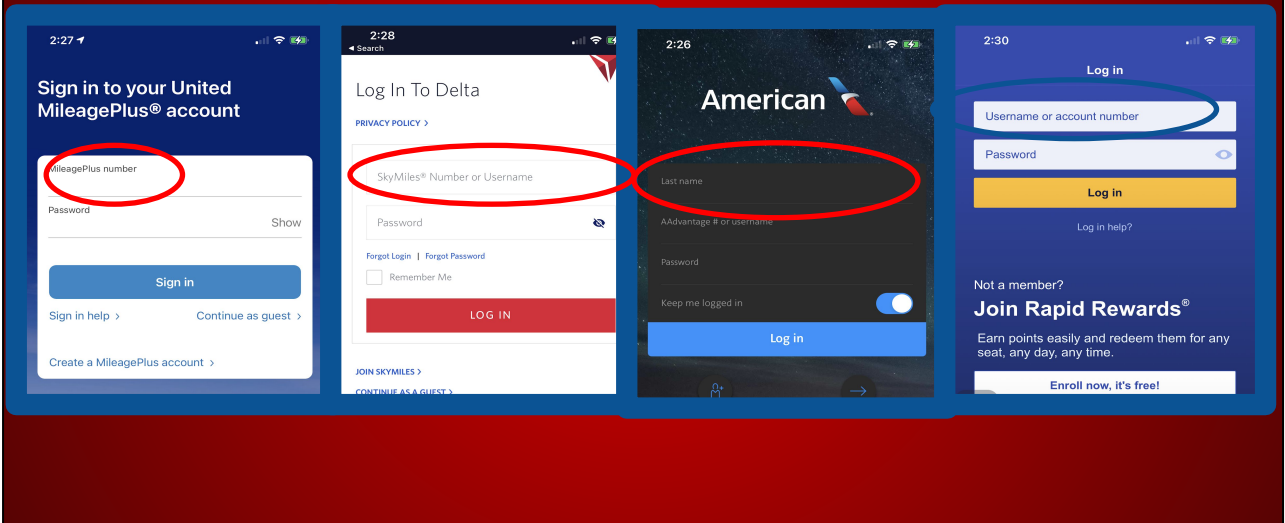 2:27
Sign in to your United
MileagePlus® account
MileagePlus number
Password
Show
Sign in
Sign in help >
Continue as guest >
Create a MileagePlus account >
2:28
◂ Search
Log In To Delta
PRIVACY POLICY >
SkyMiles® Number or Username
Password
Forgot Login | Forgot Password
Remember Me
LOG IN
JOIN SKYMILES >
CONTINUE AS A GUEST >
2:26
American
Last name
AAdvantage # or username
Password
Keep me logged in
Log in
2:30
Log in
Username or account number
Password
Log in
Log in help?
Not a member?
Join Rapid Rewards®
Earn points easily and redeem them for any
seat, any day, any time.
Enroll now, it's free!